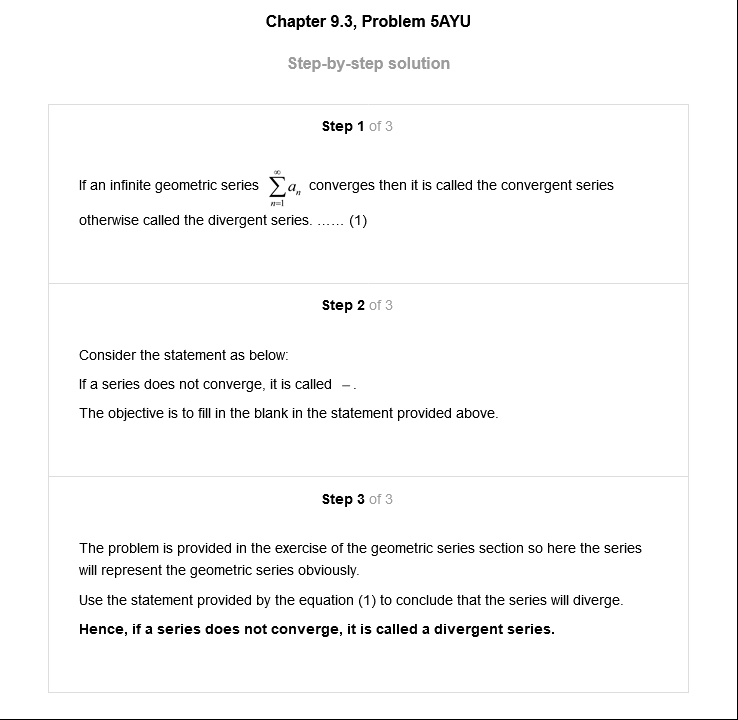 Chapter 9.3, Problem 5AYU
Step-by-step solution
Step 1 of 3
If an infinite geometric series ∑_{n=1}^{∞} a_n converges then it is called the convergent series
otherwise called the divergent series. …… (1)
Step 2 of 3
Consider the statement as below:
If a series does not converge, it is called –.
The objective is to fill in the blank in the statement provided above.
Step 3 of 3
The problem is provided in the exercise of the geometric series section so here the series
will represent the geometric series obviously.
Use the statement provided by the equation (1) to conclude that the series will diverge.
Hence, if a series does not converge, it is called a divergent series.